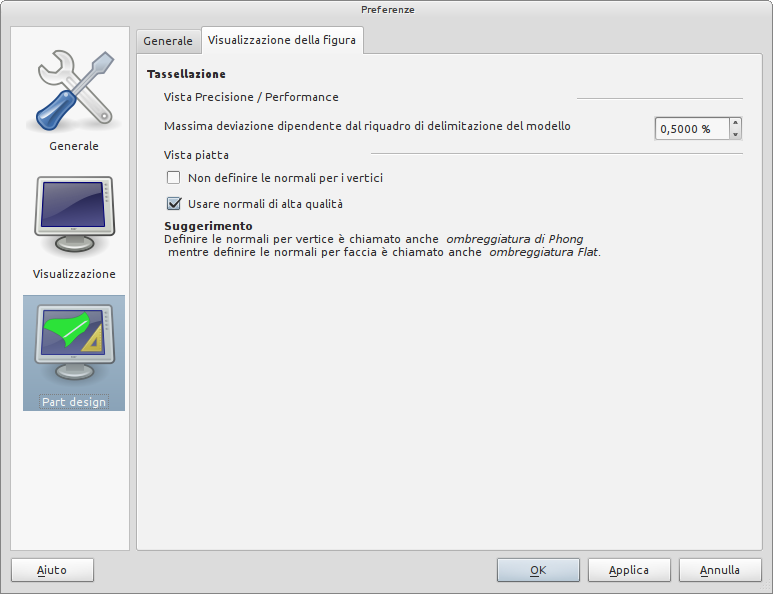 Preferenze
Generale
Visualizzazione
Part design
Generale
Visualizzazione della figura
Tassellazione
Vista Precisione / Performance
Massima deviazione dipendente dal riquadro di delimitazione del modello
0,5000 %
Vista piatta
Non definire le normali per i vertici
Usare normali di alta qualità
Suggerimento
Definire le normali per vertice è chiamato anche ombreggiatura di Phong
mentre definire le normali per faccia è chiamato anche ombreggiatura Flat.
Aiuto
OK
Applica
Annulla